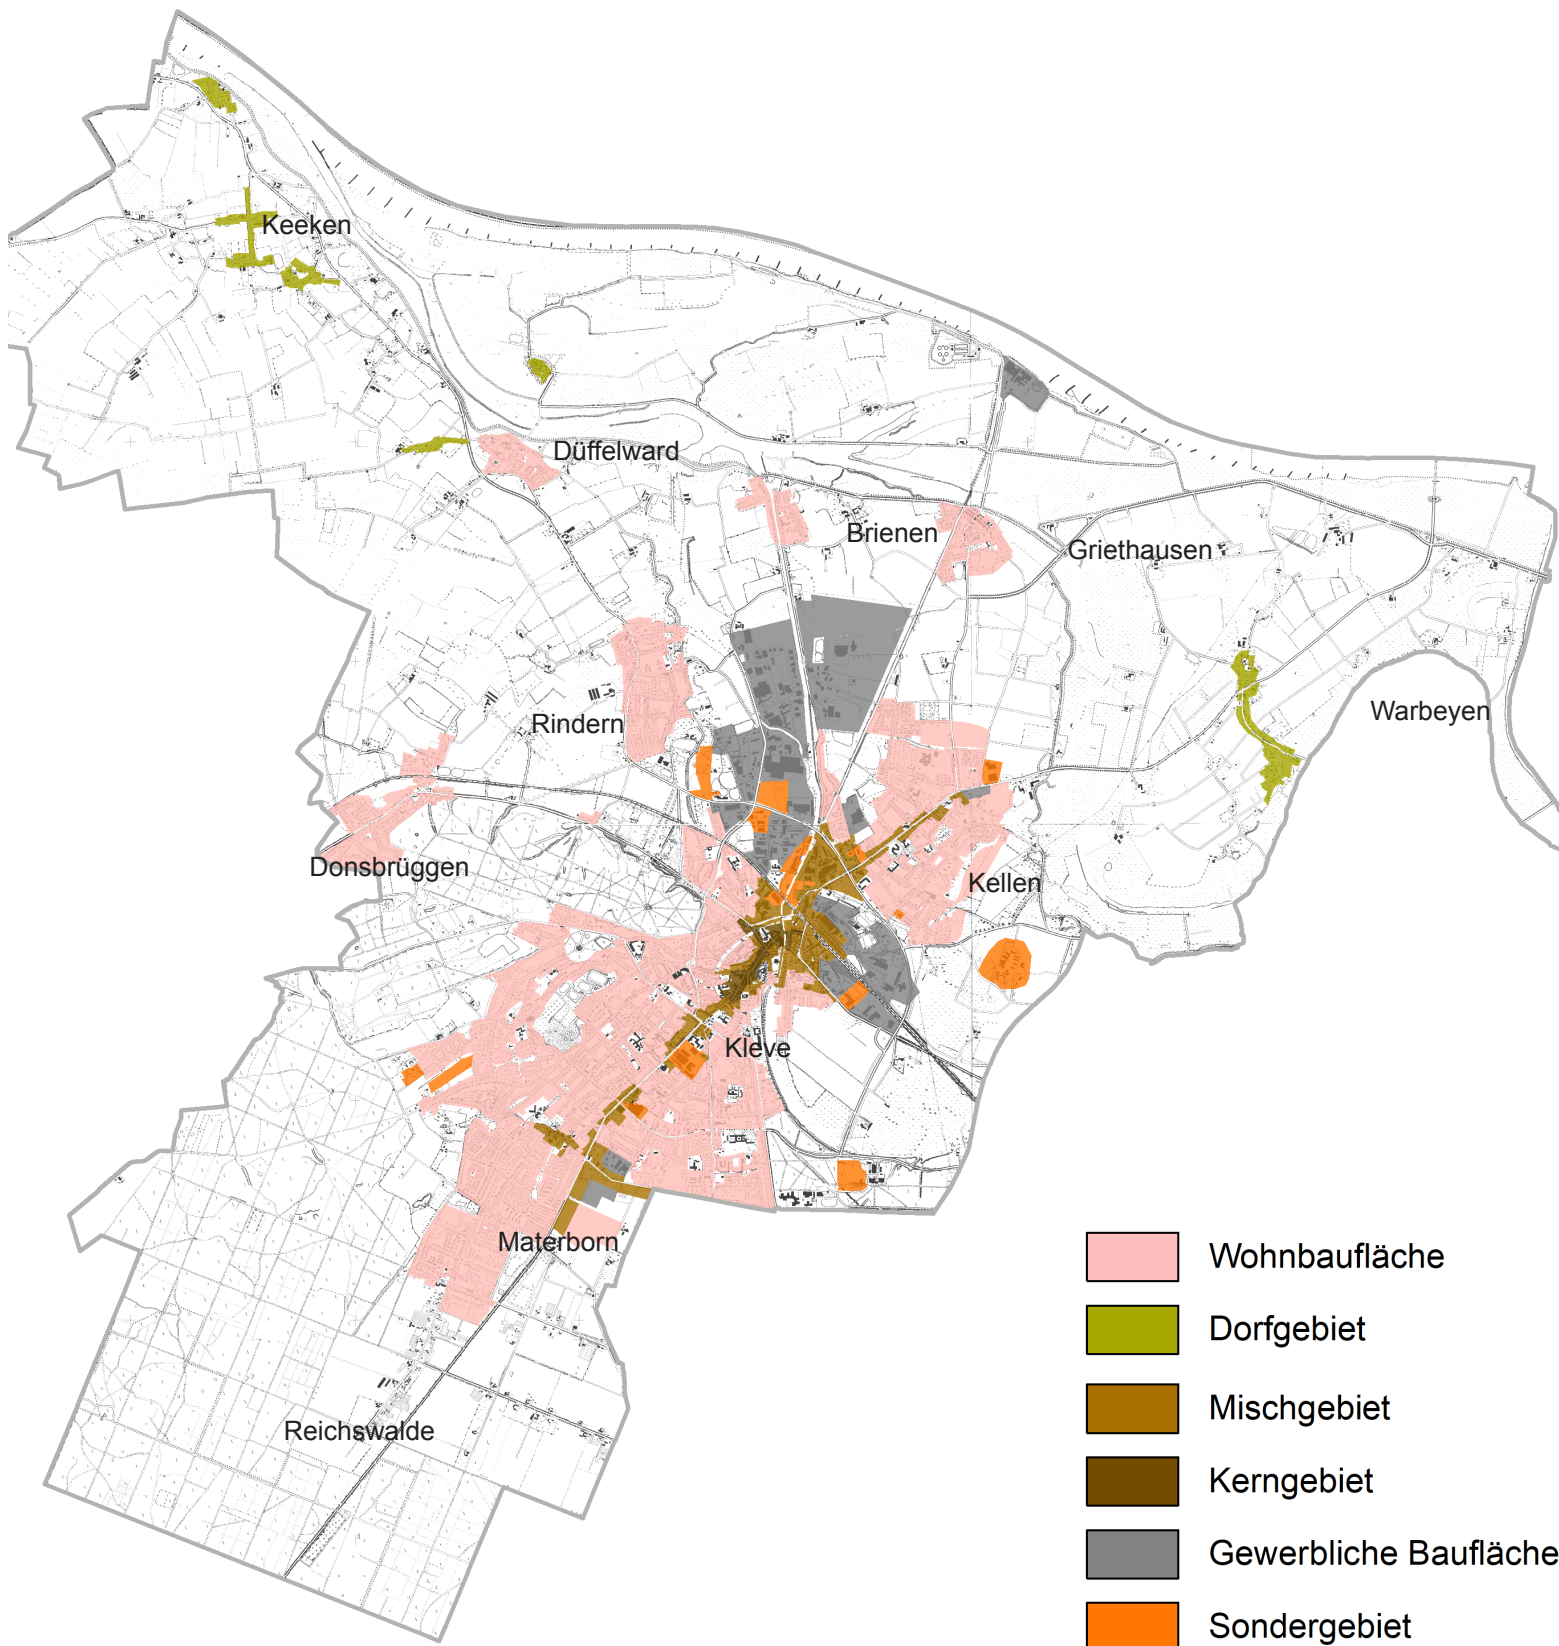 Keeken
Düffelward
Brienen
Griethausen
Rindern
Warbeyen
Donsbrüggen
Kellen
Kleve
Materborn
Reichswalde
Wohnbaufläche
Dorfgebiet
Mischgebiet
Kerngebiet
Gewerbliche Baufläche
Sondergebiet